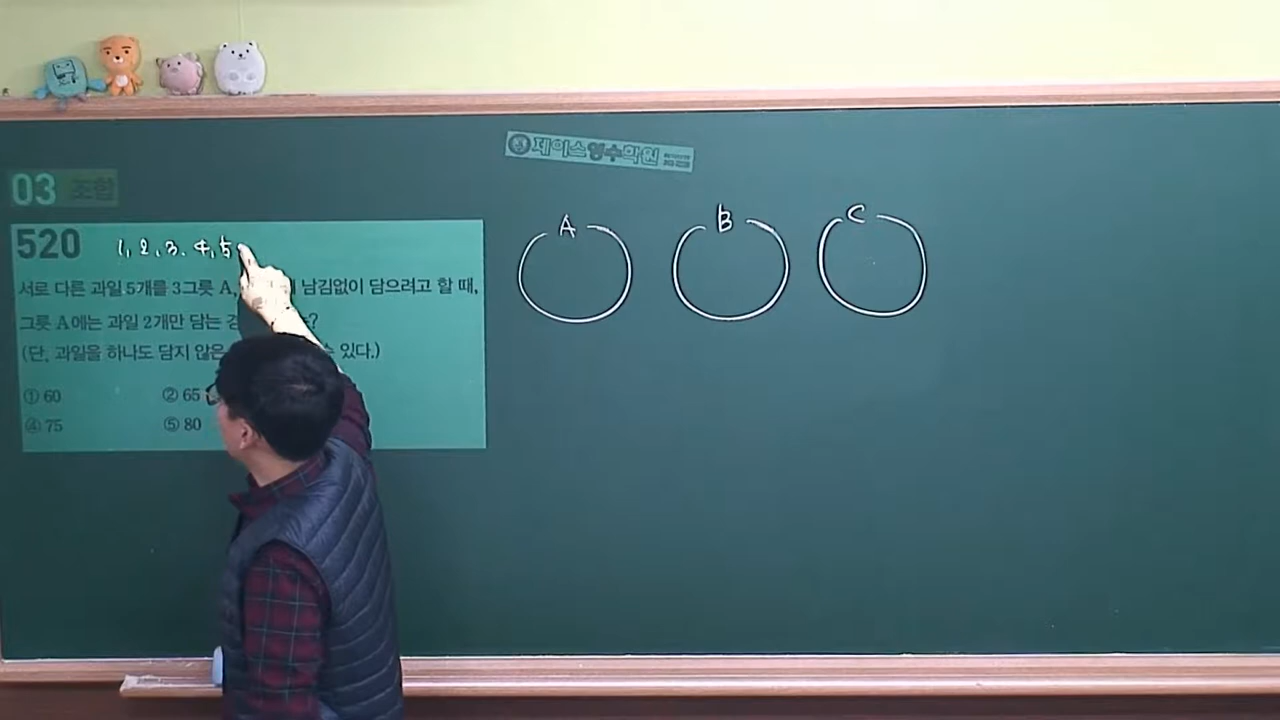 제이스영수학원
03 조합
520 1, 2, 3, 4, 5
서로 다른 과일 5개를 3그릇 A, 남김없이 담으려고 할 때,
그릇 A에는 과일 2개만 담는
(단, 과일을 하나도 담지 않은 있다.)
① 60 ② 65
④ 75 ⑤ 80
A B C